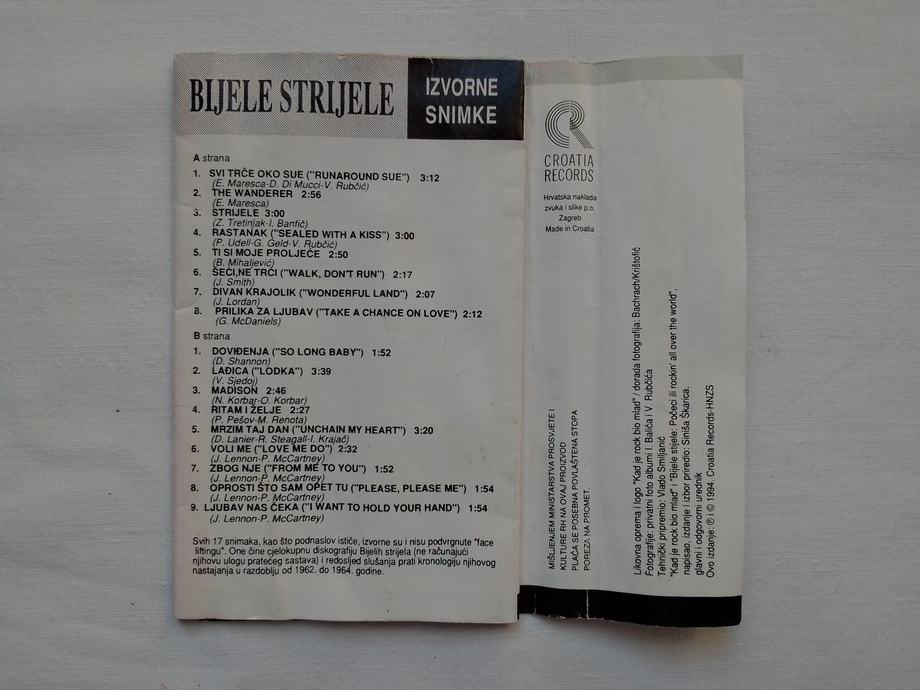 BIJELE STRIJELE
IZVORNE
SNIMKE
A strana
1. SVI TRČE OKO SUE ("RUNAROUND SUE") 3:12
(E. Maresca-D. Di Mucci-V. Rubčić)
2. THE WANDERER 2:56
(E. Maresca)
3. STRIJELE 3:00
(Z. Tretinjak-I. Banfić)
4. RASTANAK ("SEALED WITH A KISS") 3:00
(P. Udell-G. Geld-V. Rubčić)
5. TI SI MOJE PROLJEĆE 2:50
(B. Mihaljević)
6. ŠEĆI,NE TRČI ("WALK, DON'T RUN") 2:17
(J. Smith)
7. DIVAN KRAJOLIK ("WONDERFUL LAND") 2:07
(J. Lordan)
8. PRILIKA ZA LJUBAV ("TAKE A CHANCE ON LOVE") 2:12
(G. McDaniels)
B strana
1. DOVIĐENJA ("SO LONG BABY") 1:52
(D. Shannon)
2. LAĐICA ("LODKA") 3:39
(V. Sjedoj)
3. MADISON 2:46
(N. Korbar-O. Korbar)
4. RITAM I ŽELJE 2:27
(P. Pešov-M. Renota)
5. MRZIM TAJ DAN ("UNCHAIN MY HEART") 3:20
(D. Lanier-R. Steagall-I. Krajač)
6. VOLI ME ("LOVE ME DO") 2:32
(J. Lennon-P. McCartney)
7. ZBOG NJE ("FROM ME TO YOU") 1:52
(J. Lennon-P. McCartney)
8. OPROSTI ŠTO SAM OPET TU ("PLEASE, PLEASE ME") 1:54
(J. Lennon-P. McCartney)
9. LJUBAV NAS ČEKA ("I WANT TO HOLD YOUR HAND") 1:54
(J. Lennon-P. McCartney)
Svih 17 snimaka, kao što podnaslov ističe, izvorne su i nisu podvrgnute "face
liftingu". One čine cjelokupnu diskografiju Bijelih strijela (ne računajući
njihovu ulogu pratećeg sastava) i redoslijed slušanja prati kronologiju njihovog
nastajanja u razdoblju od 1962. do 1964. godine.
CROATIA
RECORDS
Hrvatska naklada
zvuka i slike p.o.
Zagreb
Made in Croatia
MIŠLJENJEM MINISTARSTVA PROSVJETE I
KULTURE RH NA OVAJ PROIZVOD
PLAĆA SE POSEBNA POVLAŠTENA STOPA
POREZA NA PROMET.
Likovna oprema i logo "Kad je rock bio mlad" / dorada fotografija: Bachrach/Krištofić
Fotografije: privatni foto albumi I. Balića i V. Rubčića
Tehnički pripremio: Vlado Smiljanić
"Kad je rock bio mlad" i "Bijele strijele: Počeci ili rockin' all over the world",
napisao, izdanje i izbor priredio: Siniša Škarica,
glavni i odgovorni urednik
Ovo izdanje: ℗ i © 1994. Croatia Records-HNZS